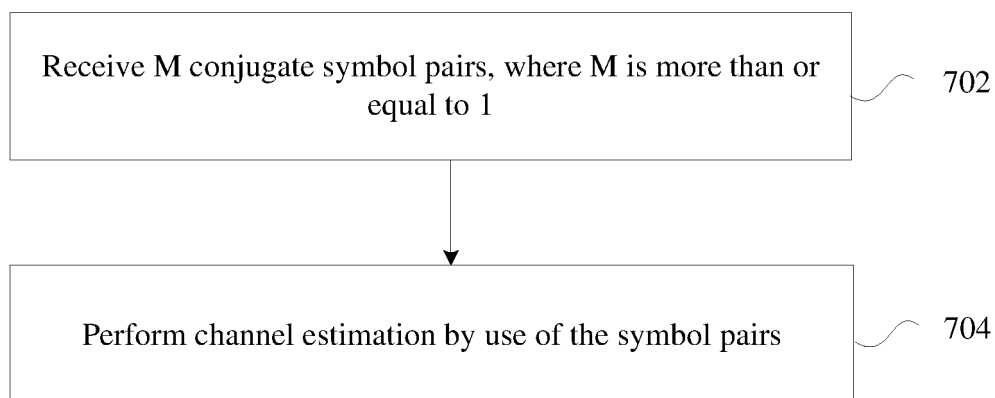 Receive M conjugate symbol pairs, where M is more than or
equal to 1
702
Perform channel estimation by use of the symbol pairs
704